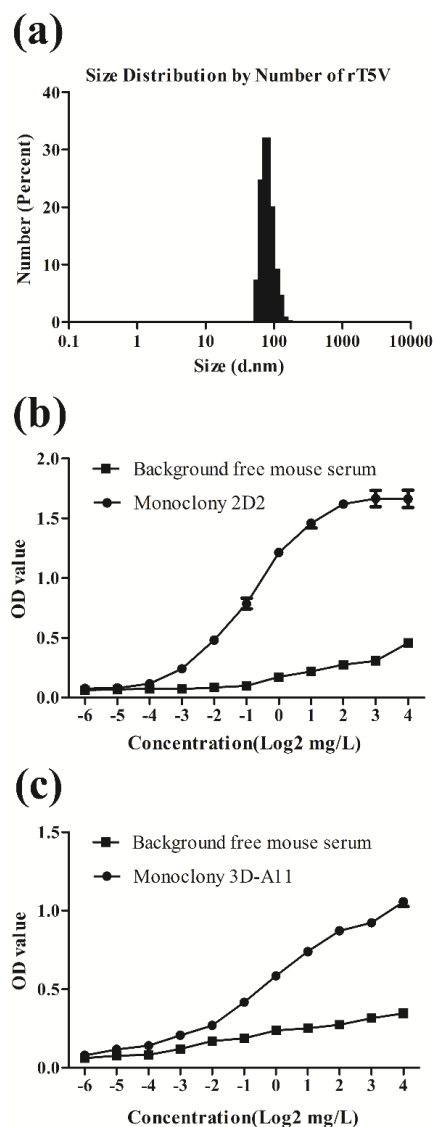 (a)
Size Distribution by Number of rT5V
Number (Percent)
40
30
20
10
0
0.1 1 10 100 1000 10000
Size (d.nm)
(b)
OD value
2.0
1.5
1.0
0.5
0.0
Background free mouse serum
Monoclony 2D2
-6 -5 -4 -3 -2 -1 0 1 2 3 4
Concentration(Log2 mg/L)
(c)
OD value
1.5
1.0
0.5
0.0
Background free mouse serum
Monoclony 3D-A11
-6 -5 -4 -3 -2 -1 0 1 2 3 4
Concentration(Log2 mg/L)